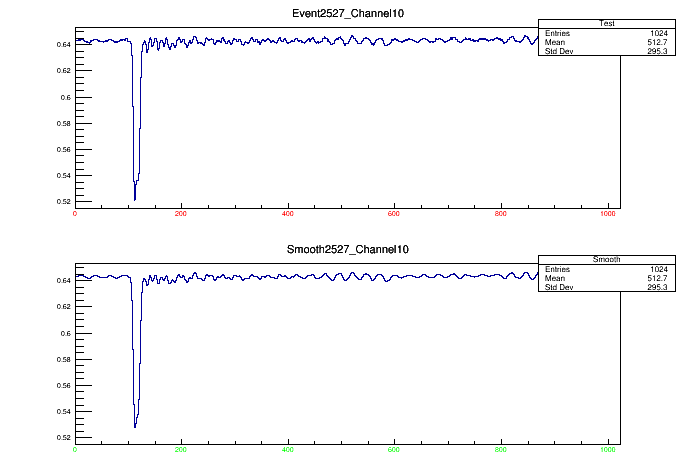 Event2527_Channel10
Test
Entries 1024
Mean 512.7
Std Dev 295.3
0.64
0.62
0.6
0.58
0.56
0.54
0.52
0 200 400 600 800 1000
Smooth2527_Channel10
Smooth
Entries 1024
Mean 512.7
Std Dev 295.3
0.64
0.62
0.6
0.58
0.56
0.54
0.52
0 200 400 600 800 1000